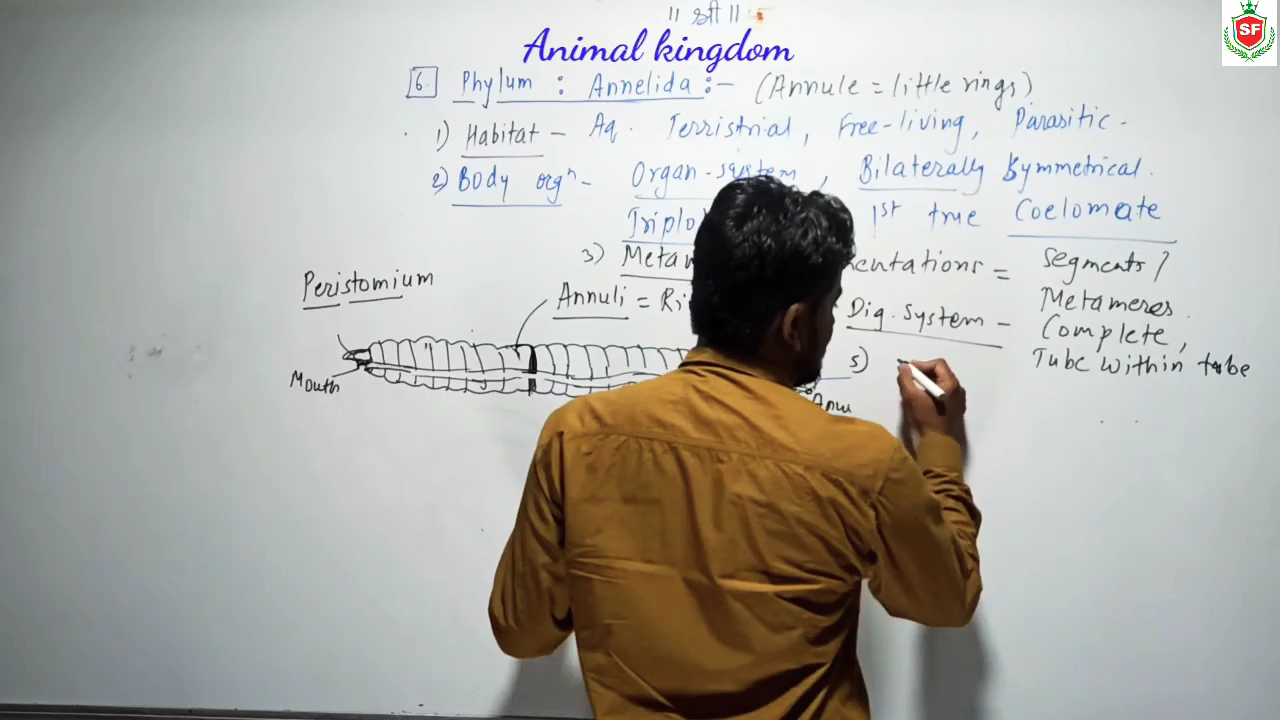 || श्री ||
SF
Animal kingdom
6. Phylum : Annelida :- (Annule = little rings)
1) Habitat - Aq. Terristrial, Free-living, Parasitic.
2) Body orgⁿ - Organ-system, Bilaterally Symmetrical.
1st true Coelomate
3) = Segments /
Metameres.
Peristomium
Annuli =
Dig. System - Complete,
Tube within tube
5)
Mouth
Anus